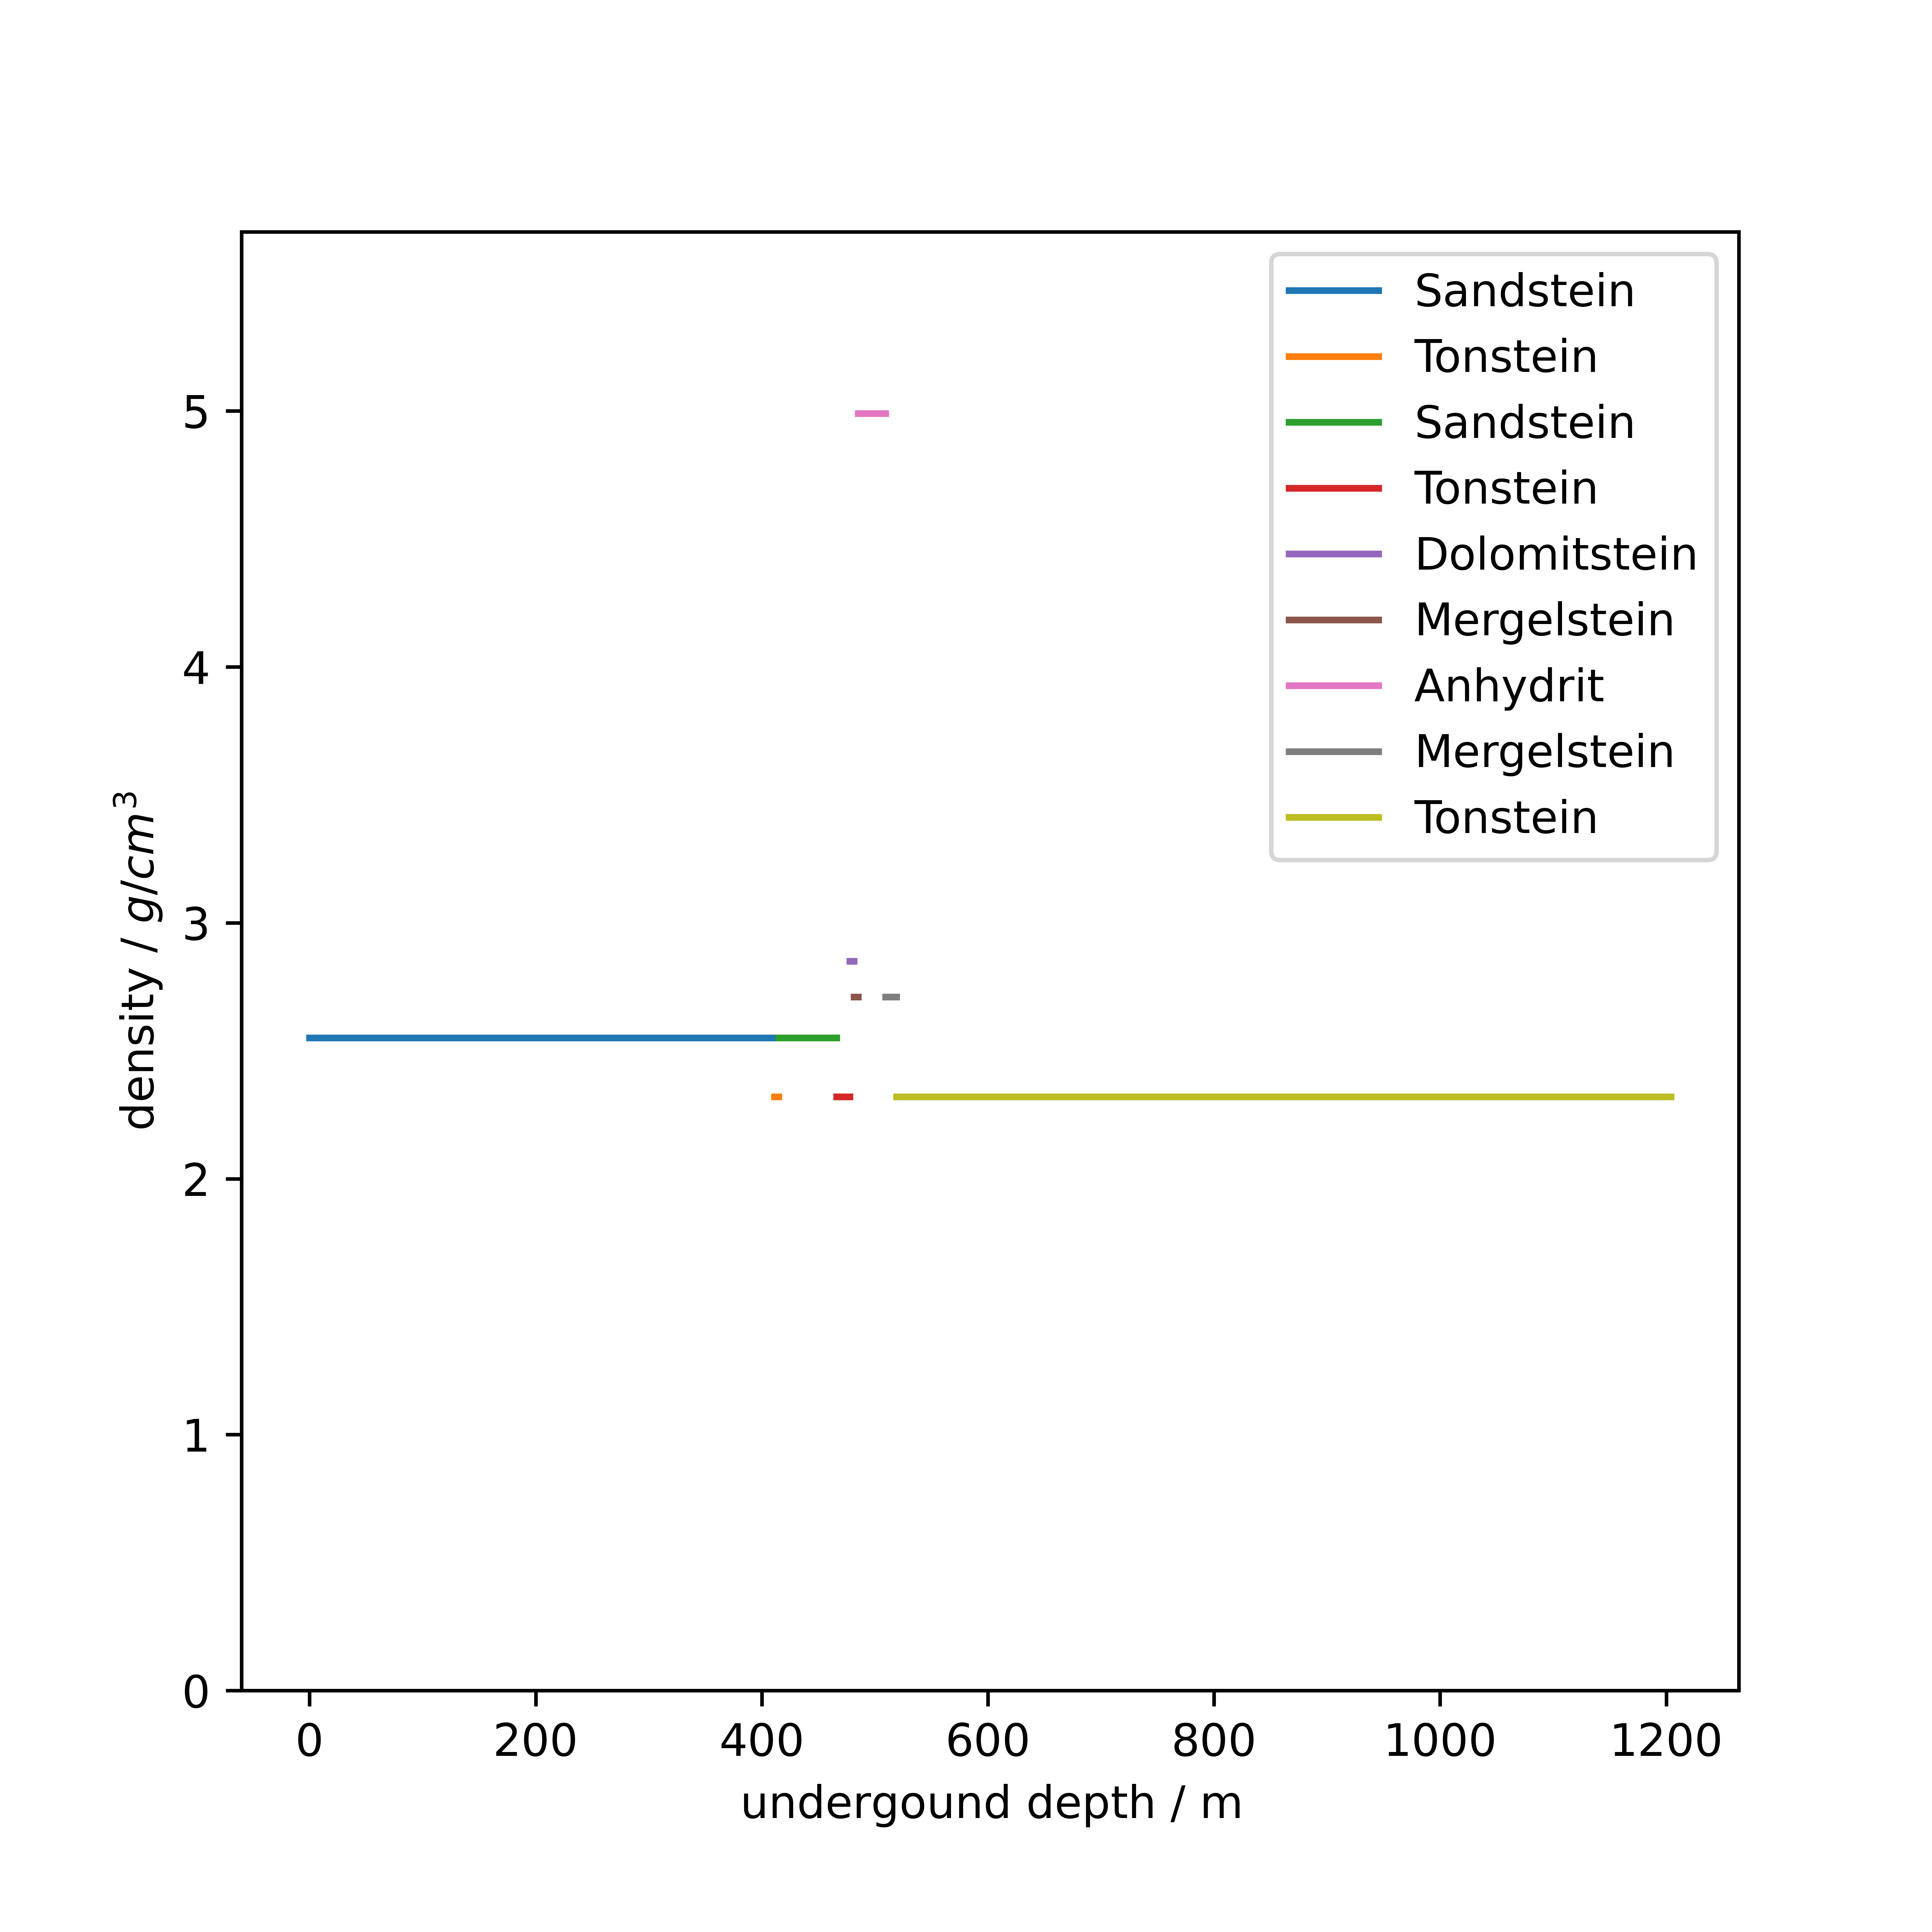 Sandstein
Tonstein
Sandstein
Tonstein
Dolomitstein
Mergelstein
Anhydrit
Mergelstein
Tonstein
5
4
3
2
1
0
density / g/cm³
0 200 400 600 800 1000 1200
undergound depth / m